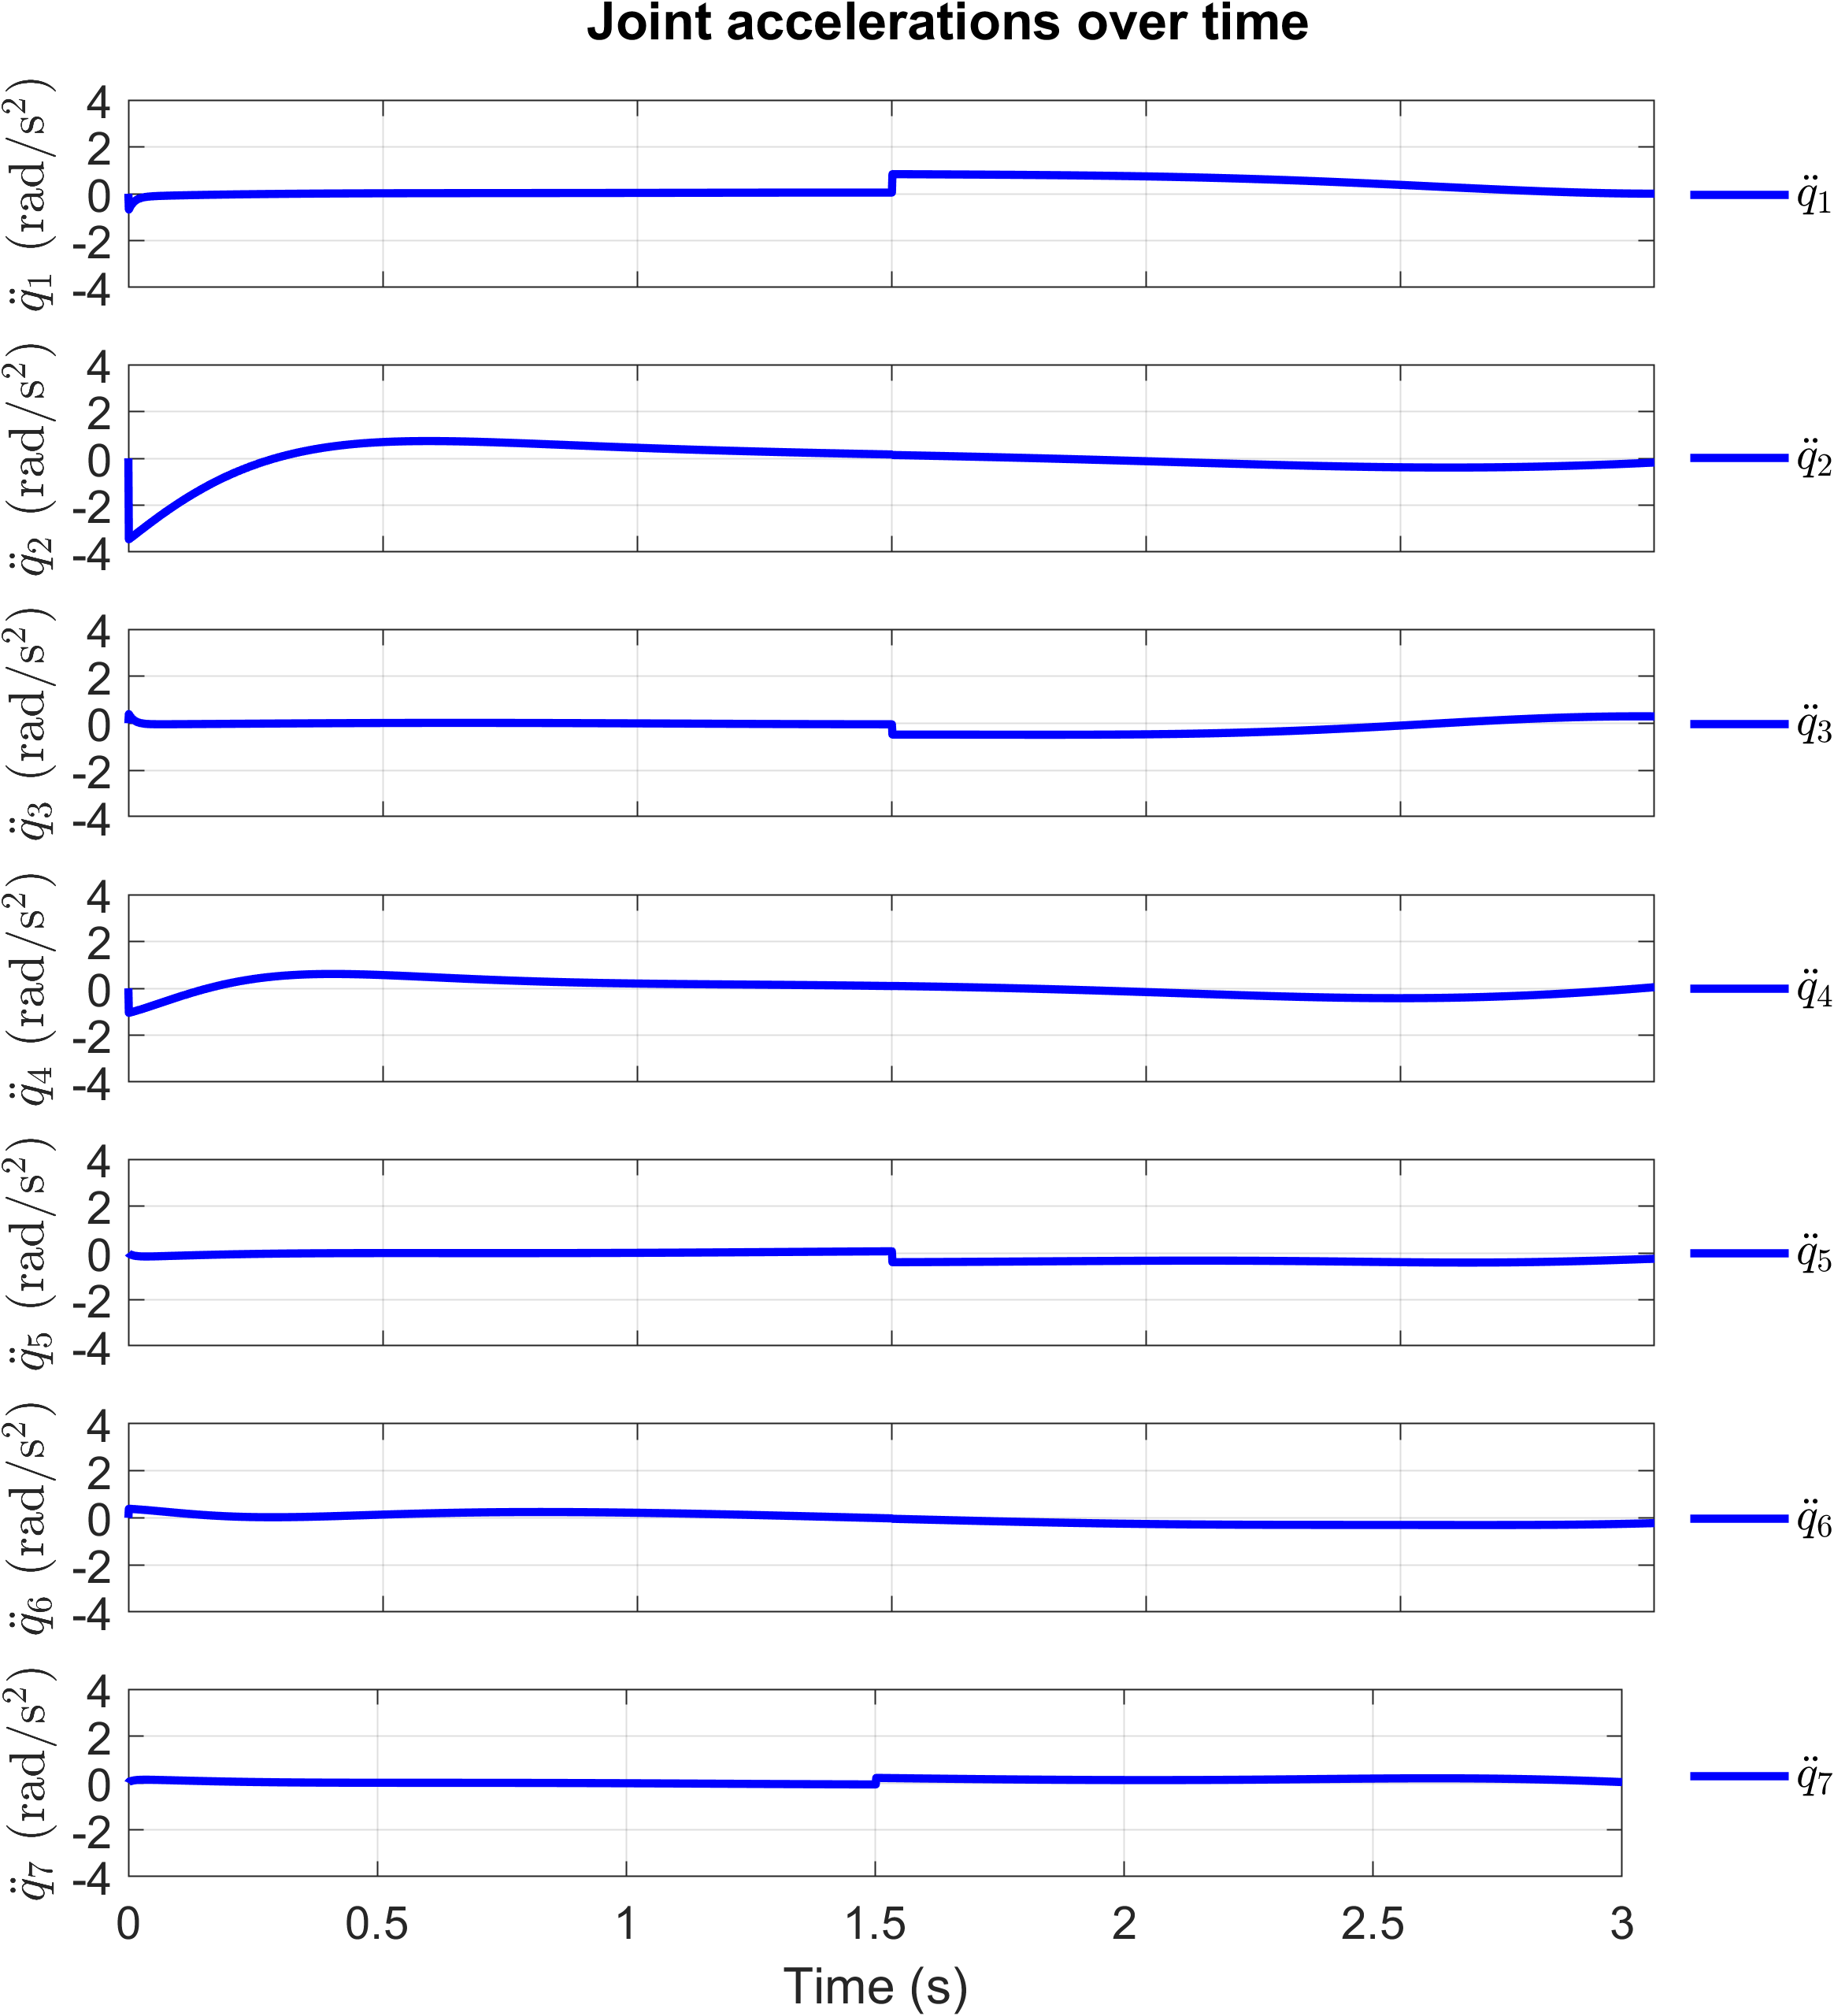 Joint accelerations over time
q̈1 (rad/s²)
4
2
0
-2
-4
q̈1
q̈2 (rad/s²)
4
2
0
-2
-4
q̈2
q̈3 (rad/s²)
4
2
0
-2
-4
q̈3
q̈4 (rad/s²)
4
2
0
-2
-4
q̈4
q̈5 (rad/s²)
4
2
0
-2
-4
q̈5
q̈6 (rad/s²)
4
2
0
-2
-4
q̈6
q̈7 (rad/s²)
4
2
0
-2
-4
q̈7
0 0.5 1 1.5 2 2.5 3
Time (s)